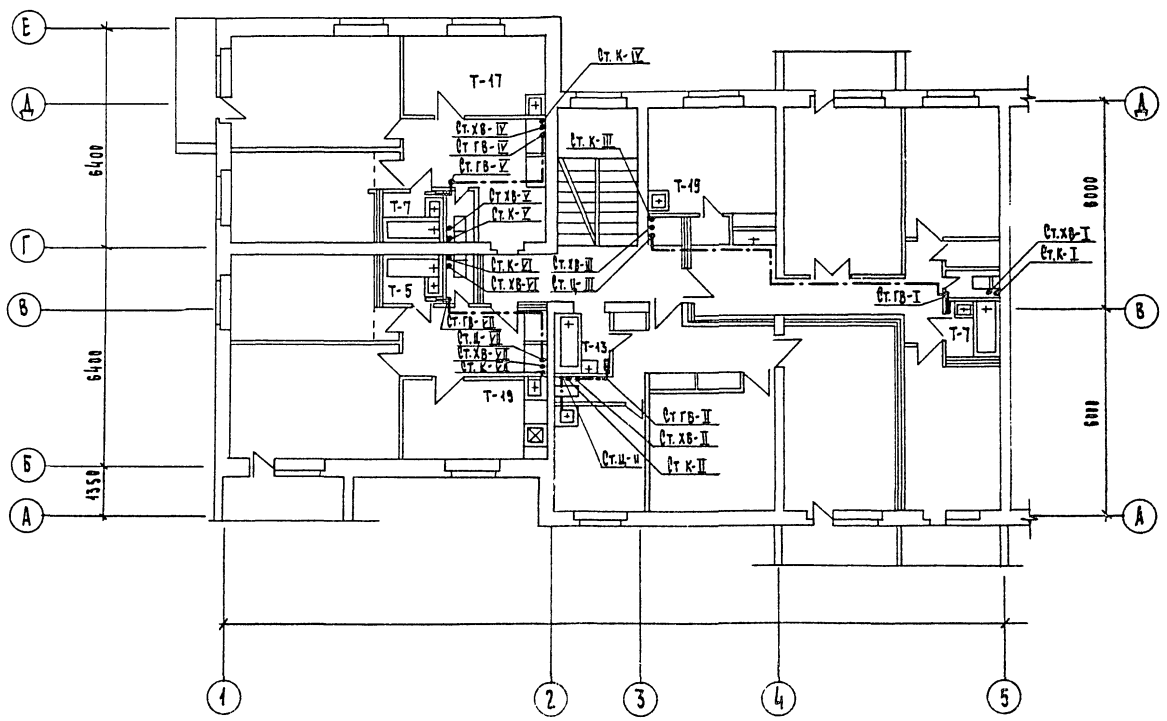 Е
Д
Г
В
Б
А
6400
6400
1350
Т-17
Ст. К-IV
Ст. ХВ-IV
Ст ГВ-IV
Ст.ГВ-V
Т-7
Ст ХВ-V
Ст. К-V
Ст. К-VI
Ст. ХВ-VI
Т-5
Ст. ГВ-VII
Ст. Ц-VII
Ст. ХВ-VII
Ст. К-VII
Т-19
Ст. К-III
Т-19
Ст. ХВ-III
Ст. Ц-III
Т-13
Ст ГВ-II
Ст. ХВ-II
Ст К-II
Ст. Ц-II
Ст. ХВ-I
Ст. К-I
Ст. ГВ-I
Т-7
Д
В
А
6000
6000
1
2
3
4
5